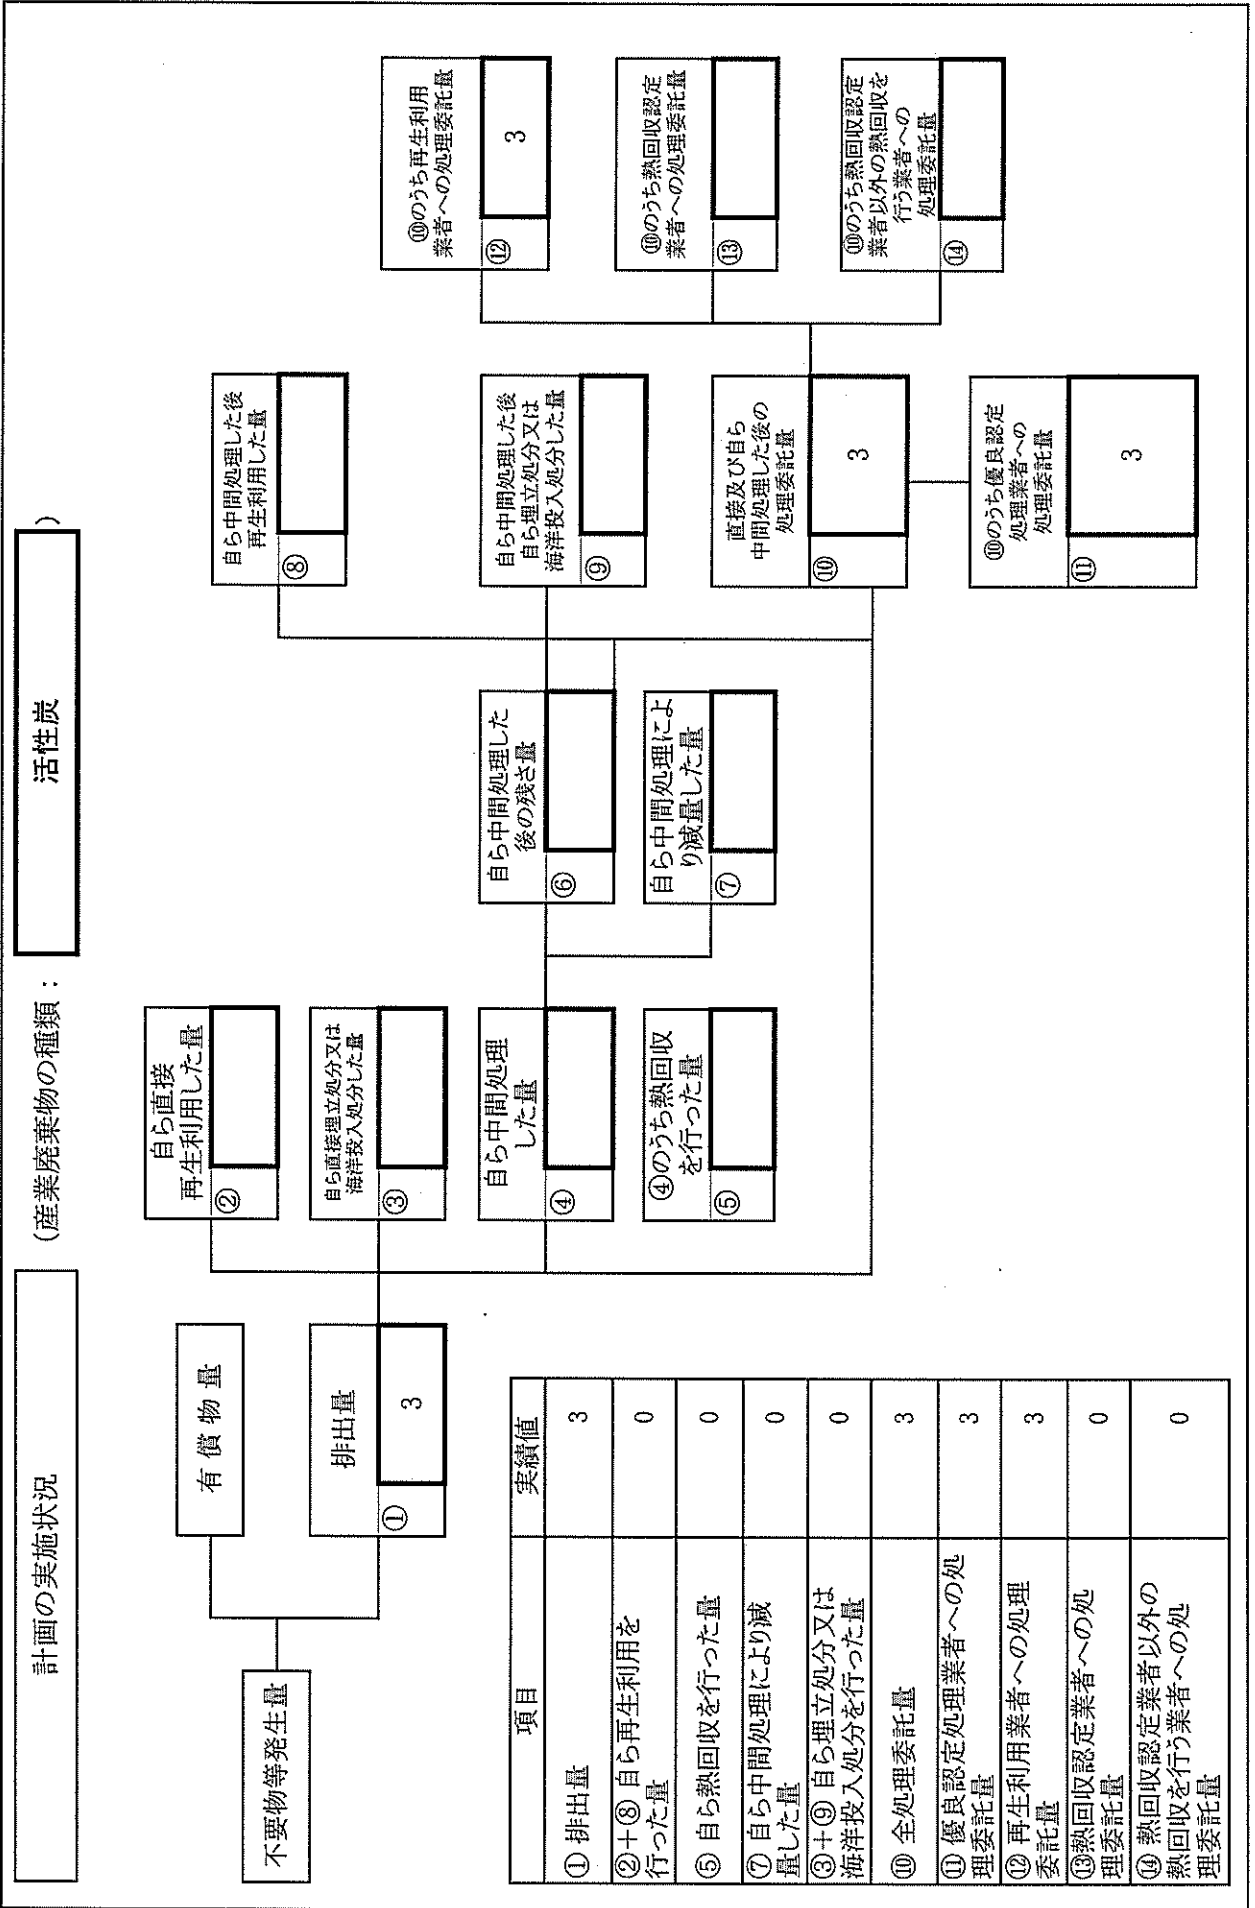 計画の実施状況
(産業廃棄物の種類:
活性炭
)
不要物等発生量
有償物量
排出量
①
3
自ら直接
再生利用した量
②
自ら直接埋立処分又は
海洋投入処分した量
③
自ら中間処理
した量
④
④のうち熱回収
を行った量
⑤
自ら中間処理した
後の残さ量
⑥
自ら中間処理によ
り減量した量
⑦
自ら中間処理した後
再生利用した量
⑧
自ら中間処理した後
自ら埋立処分又は
海洋投入処分した量
⑨
直接及び自ら
中間処理した後の
処理委託量
⑩
3
⑩のうち優良認定
処理業者への
処理委託量
⑪
3
⑩のうち再生利用
業者への処理委託量
⑫
3
⑩のうち熱回収認定
業者への処理委託量
⑬
⑩のうち熱回収認定
業者以外の熱回収を
行う業者への
処理委託量
⑭
項目
実績値
① 排出量
3
②+⑧ 自ら再生利用を
行った量
0
⑤ 自ら熱回収を行った量
0
⑦ 自ら中間処理により減
量した量
0
③+⑨ 自ら埋立処分又は
海洋投入処分を行った量
0
⑩ 全処理委託量
3
⑪ 優良認定処理業者への処
理委託量
3
⑫ 再生利用業者への処理
委託量
3
⑬熱回収認定業者への処
理委託量
0
⑭ 熱回収認定業者以外の
熱回収を行う業者への処
理委託量
0